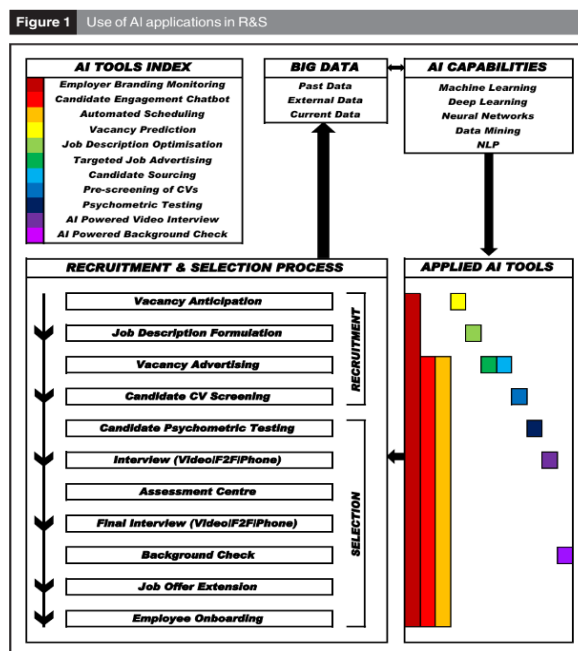 Figure 1 Use of AI applications in R&S
AI TOOLS INDEX
Employer Branding Monitoring
Candidate Engagement Chatbot
Automated Scheduling
Vacancy Prediction
Job Description Optimisation
Targeted Job Advertising
Candidate Sourcing
Pre-screening of CVs
Psychometric Testing
AI Powered Video Interview
AI Powered Background Check
BIG DATA
Past Data
External Data
Current Data
AI CAPABILITIES
Machine Learning
Deep Learning
Neural Networks
Data Mining
NLP
RECRUITMENT & SELECTION PROCESS
Vacancy Anticipation
Job Description Formulation
Vacancy Advertising
Candidate CV Screening
Candidate Psychometric Testing
Interview (Video|F2F|Phone)
Assessment Centre
Final Interview (Video|F2F|Phone)
Background Check
Job Offer Extension
Employee Onboarding
RECRUITMENT
SELECTION
APPLIED AI TOOLS